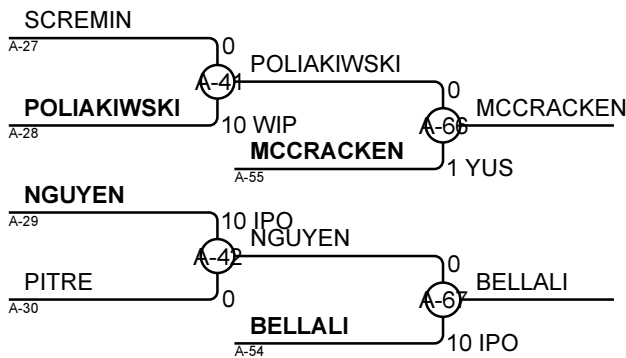 SCREMIN
A-27
0
A-41
POLIAKIWSKI
0
MCCRACKEN
POLIAKIWSKI
A-28
10 WIP
A-66
MCCRACKEN
A-55
1 YUS
NGUYEN
A-29
10 IPO
A-42
NGUYEN
0
BELLALI
PITRE
A-30
0
A-67
BELLALI
A-54
10 IPO